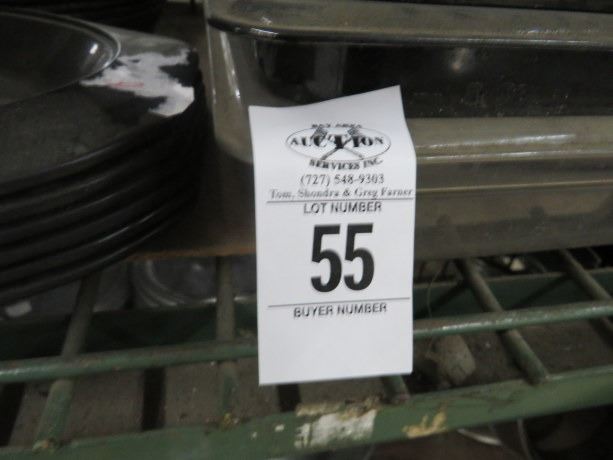 BAY AREA
AUCTION
SERVICES INC.
(727) 548-9303
Tom, Shondra & Greg Farner
LOT NUMBER
55
BUYER NUMBER